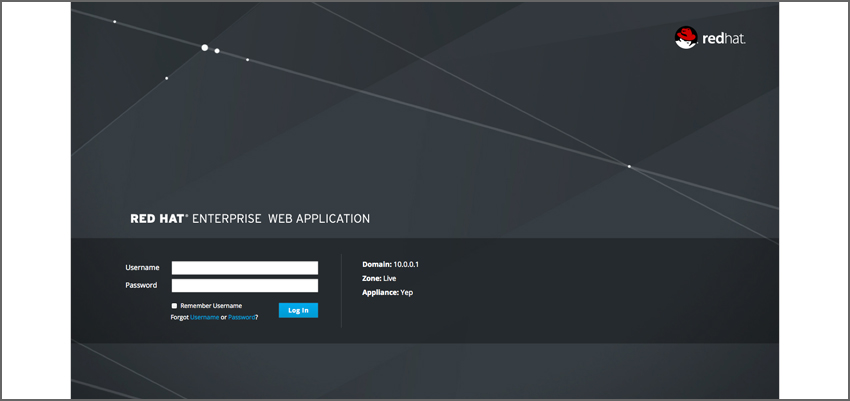 redhat.
RED HAT® ENTERPRISE WEB APPLICATION
Username
Password
Remember Username
Forgot Username or Password?
Log In
Domain: 10.0.0.1
Zone: Live
Appliance: Yep